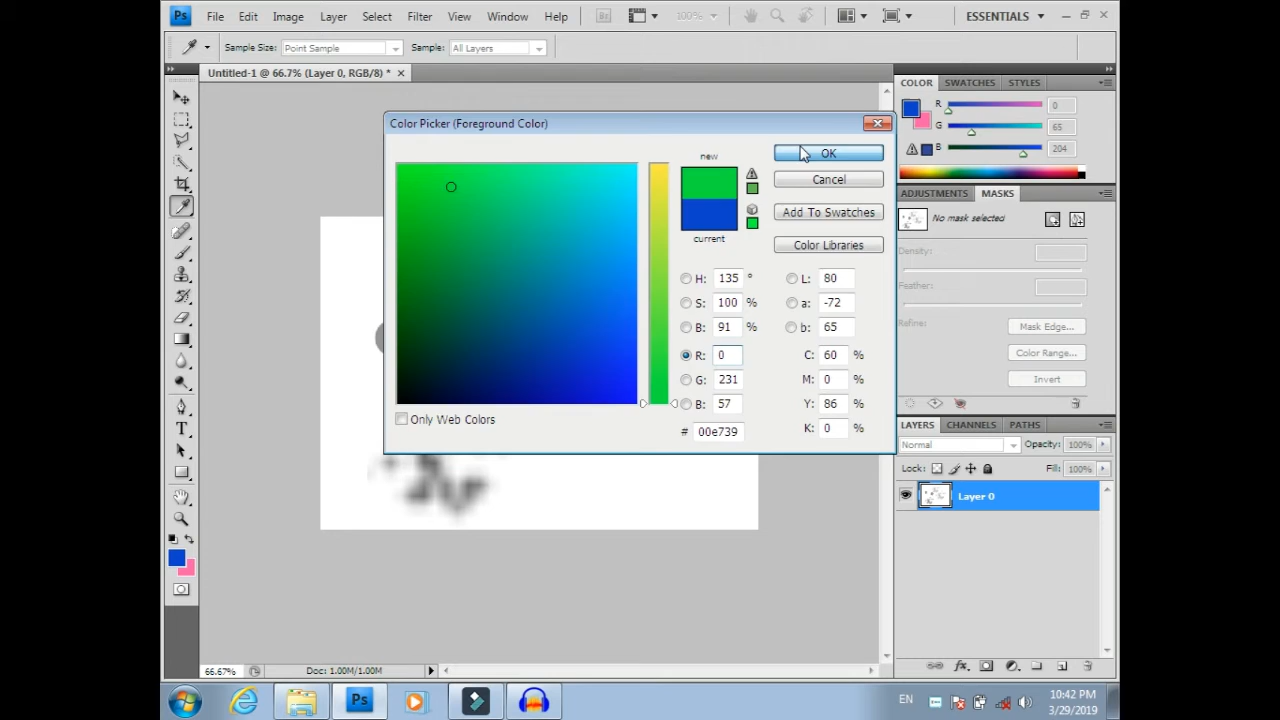 Ps File Edit Image Layer Select Filter View Window Help Br 100% ESSENTIALS
Sample Size: Point Sample Sample: All Layers
Untitled-1 @ 66.7% (Layer 0, RGB/8) *
COLOR SWATCHES STYLES
R 0
G 65
B 204
Color Picker (Foreground Color)
new
current
OK
Cancel
Add To Swatches
Color Libraries
H: 135 °
S: 100 %
B: 91 %
R: 0
G: 231
B: 57
# 00e739
L: 80
a: -72
b: 65
C: 60 %
M: 0 %
Y: 86 %
K: 0 %
Only Web Colors
ADJUSTMENTS MASKS
No mask selected
Density:
Feather:
Refine:
Mask Edge...
Color Range...
Invert
LAYERS CHANNELS PATHS
Normal Opacity: 100%
Lock: Fill: 100%
Layer 0
T
66.67% Doc: 1.00M/1.00M
fx.
Ps
EN
10:42 PM
3/29/2019